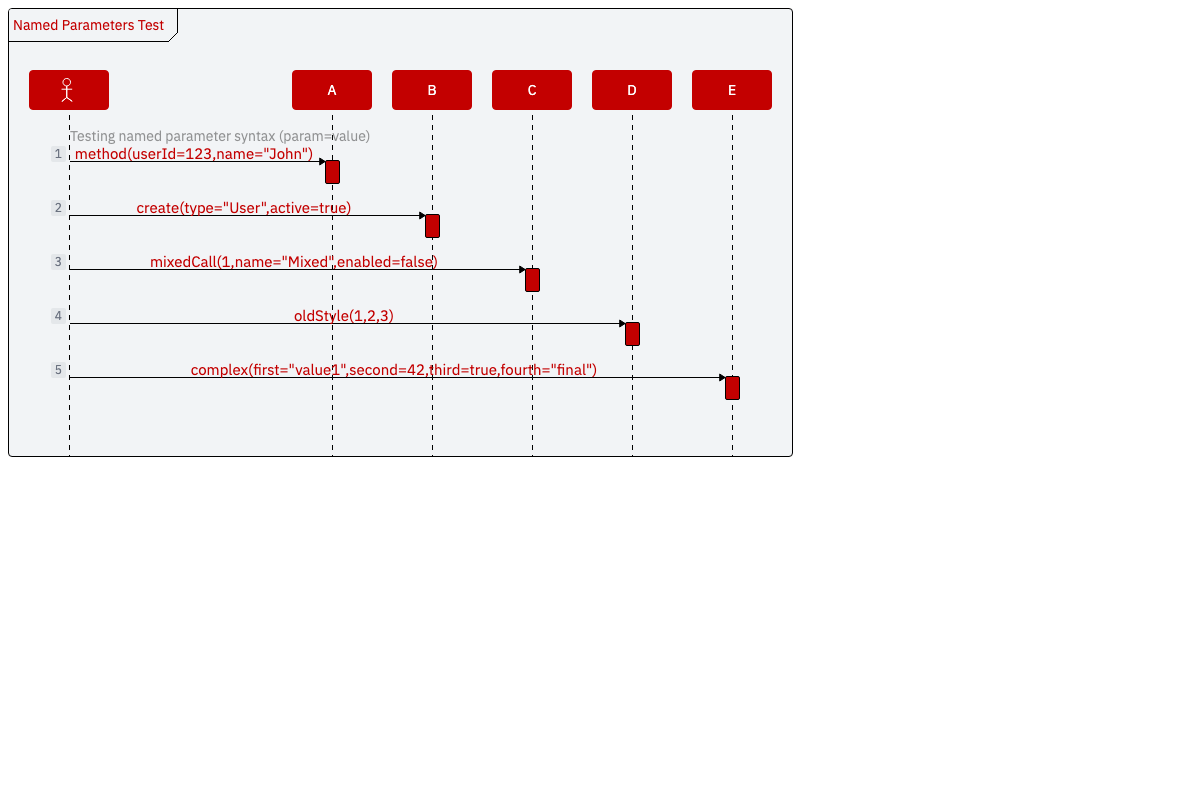 Named Parameters Test
A
B
C
D
E
Testing named parameter syntax (param=value)
1 method(userId=123,name="John")
2 create(type="User",active=true)
3 mixedCall(1,name="Mixed",enabled=false)
4 oldStyle(1,2,3)
5 complex(first="value1",second=42,third=true,fourth="final")